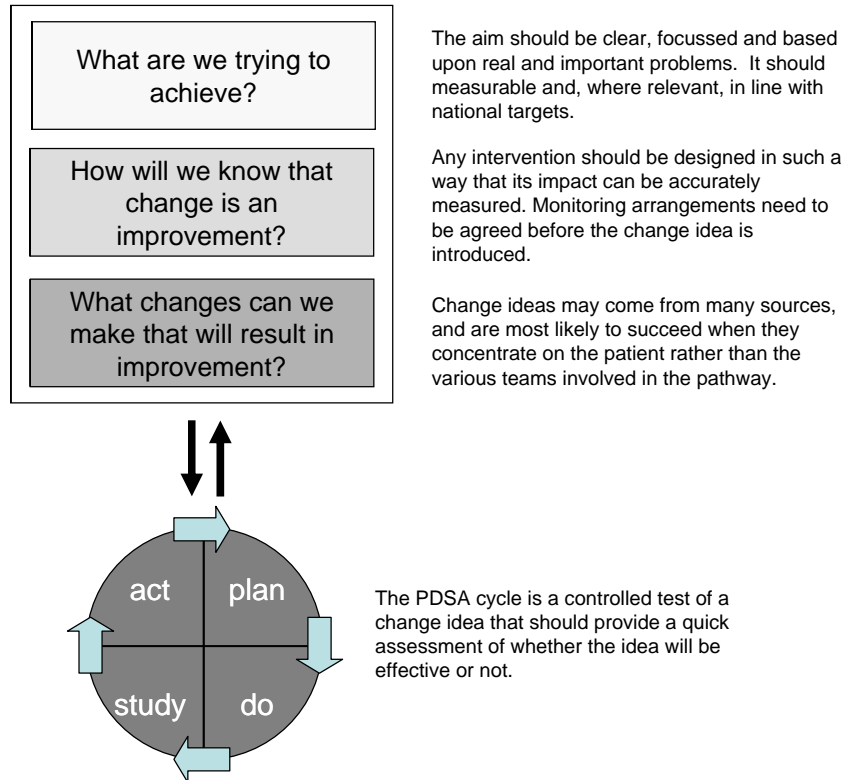 What are we trying to
achieve?
The aim should be clear, focussed and based
upon real and important problems.  It should
measurable and, where relevant, in line with
national targets.
How will we know that
change is an
improvement?
Any intervention should be designed in such a
way that its impact can be accurately
measured. Monitoring arrangements need to
be agreed before the change idea is
introduced.
What changes can we
make that will result in
improvement?
Change ideas may come from many sources,
and are most likely to succeed when they
concentrate on the patient rather than the
various teams involved in the pathway.
act
plan
study
do
The PDSA cycle is a controlled test of a
change idea that should provide a quick
assessment of whether the idea will be
effective or not.